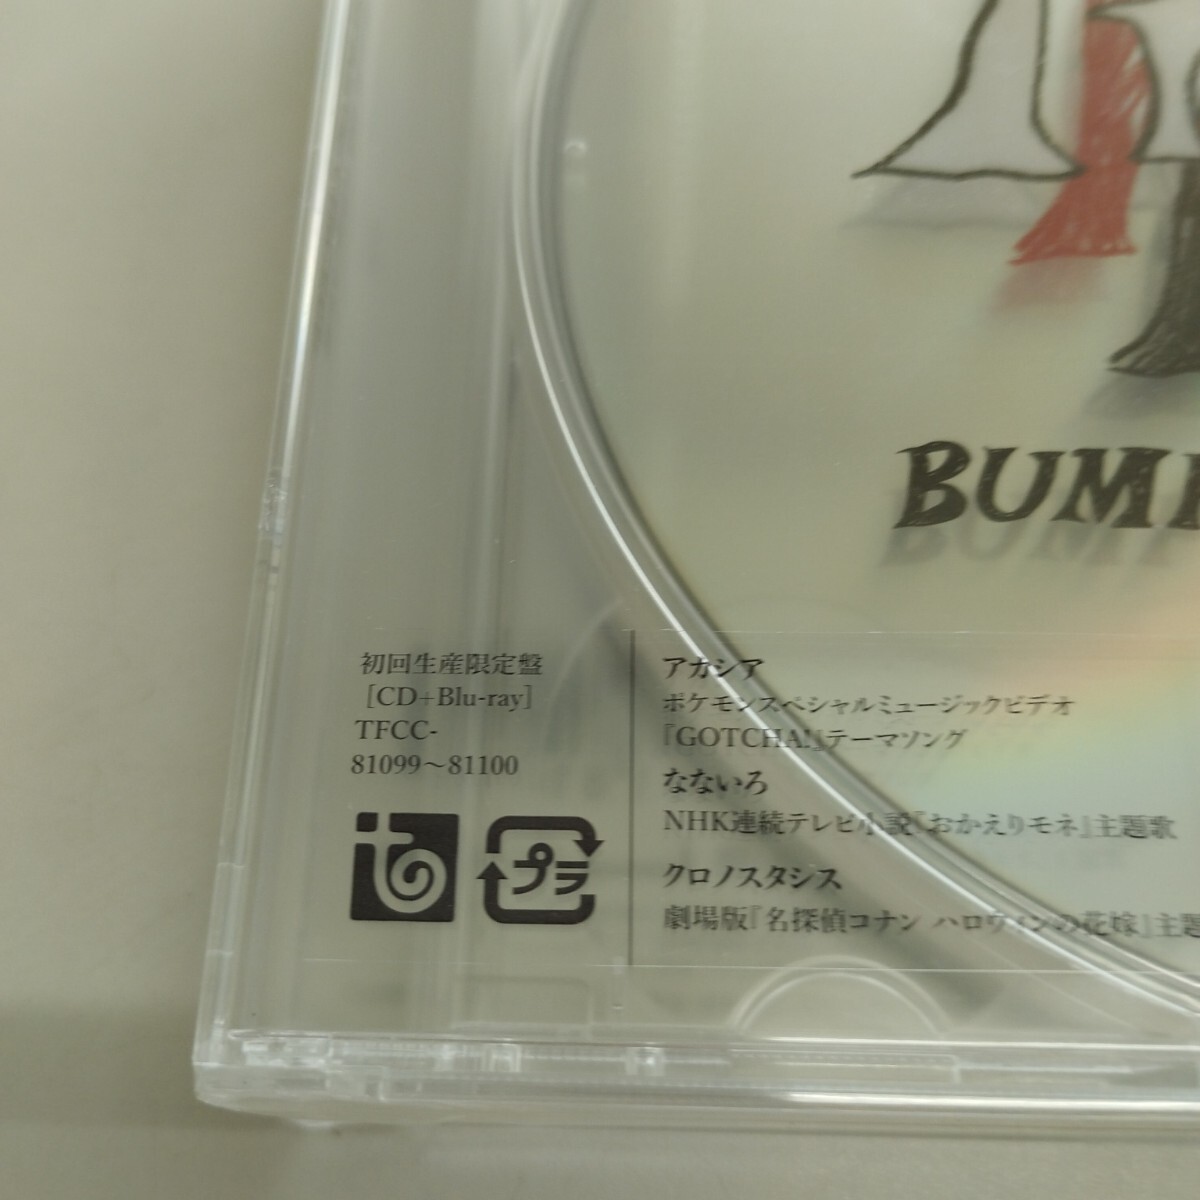 BUMP
初回生産限定盤
[CD+Blu-ray]
TFCC-
81099～81100
プラ
アカシア
ポケモンスペシャルミュージックビデオ
『GOTCHA!』テーマソング
なないろ
NHK連続テレビ小説『おかえりモネ』主題歌
クロノスタシス
劇場版『名探偵コナン ハロウィンの花嫁』主題